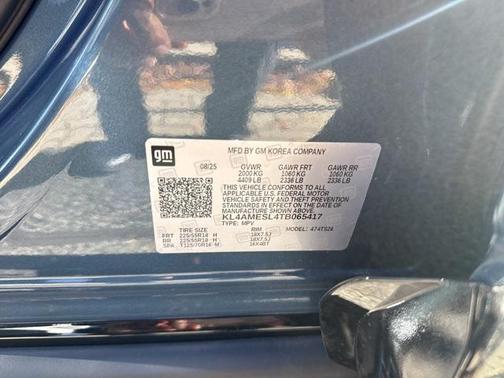 gm
MFD BY GM KOREA COMPANY
08/25 GVWR GAWR FRT GAWR RR
2000 KG 1060 KG 1060 KG
4409 LB 2336 LB 2336 LB
THIS VEHICLE CONFORMS TO ALL
APPLICABLE U.S. FEDERAL MOTOR
VEHICLE SAFETY AND THEFT PREVENTION
STANDARDS IN EFFECT ON THE DATE OF
MANUFACTURE SHOWN ABOVE.
KL4AMESL4TB065417
TYPE: MPV MODEL: 4TS26
TIRE SIZE RIM
FRT 225/55R18 H 18X7.5J
RR 225/55R18 H 18X7.5J
SPA T125/70R16 M 16X4BT